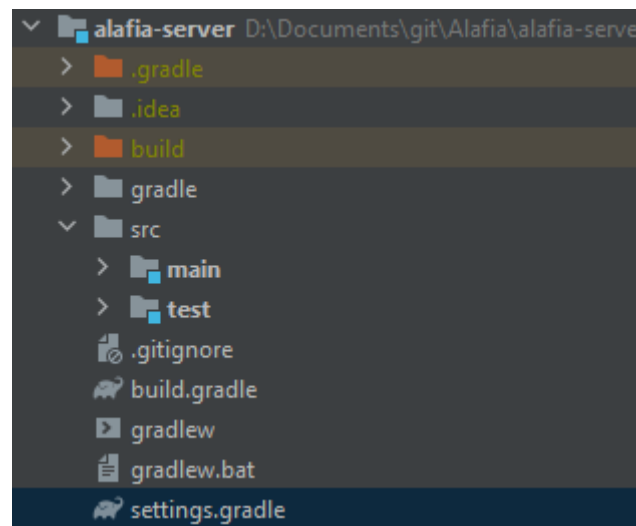 alafia-server D:\Documents\git\Alafia\alafia-serve
.gradle
.idea
build
gradle
src
main
test
.gitignore
build.gradle
gradlew
gradlew.bat
settings.gradle